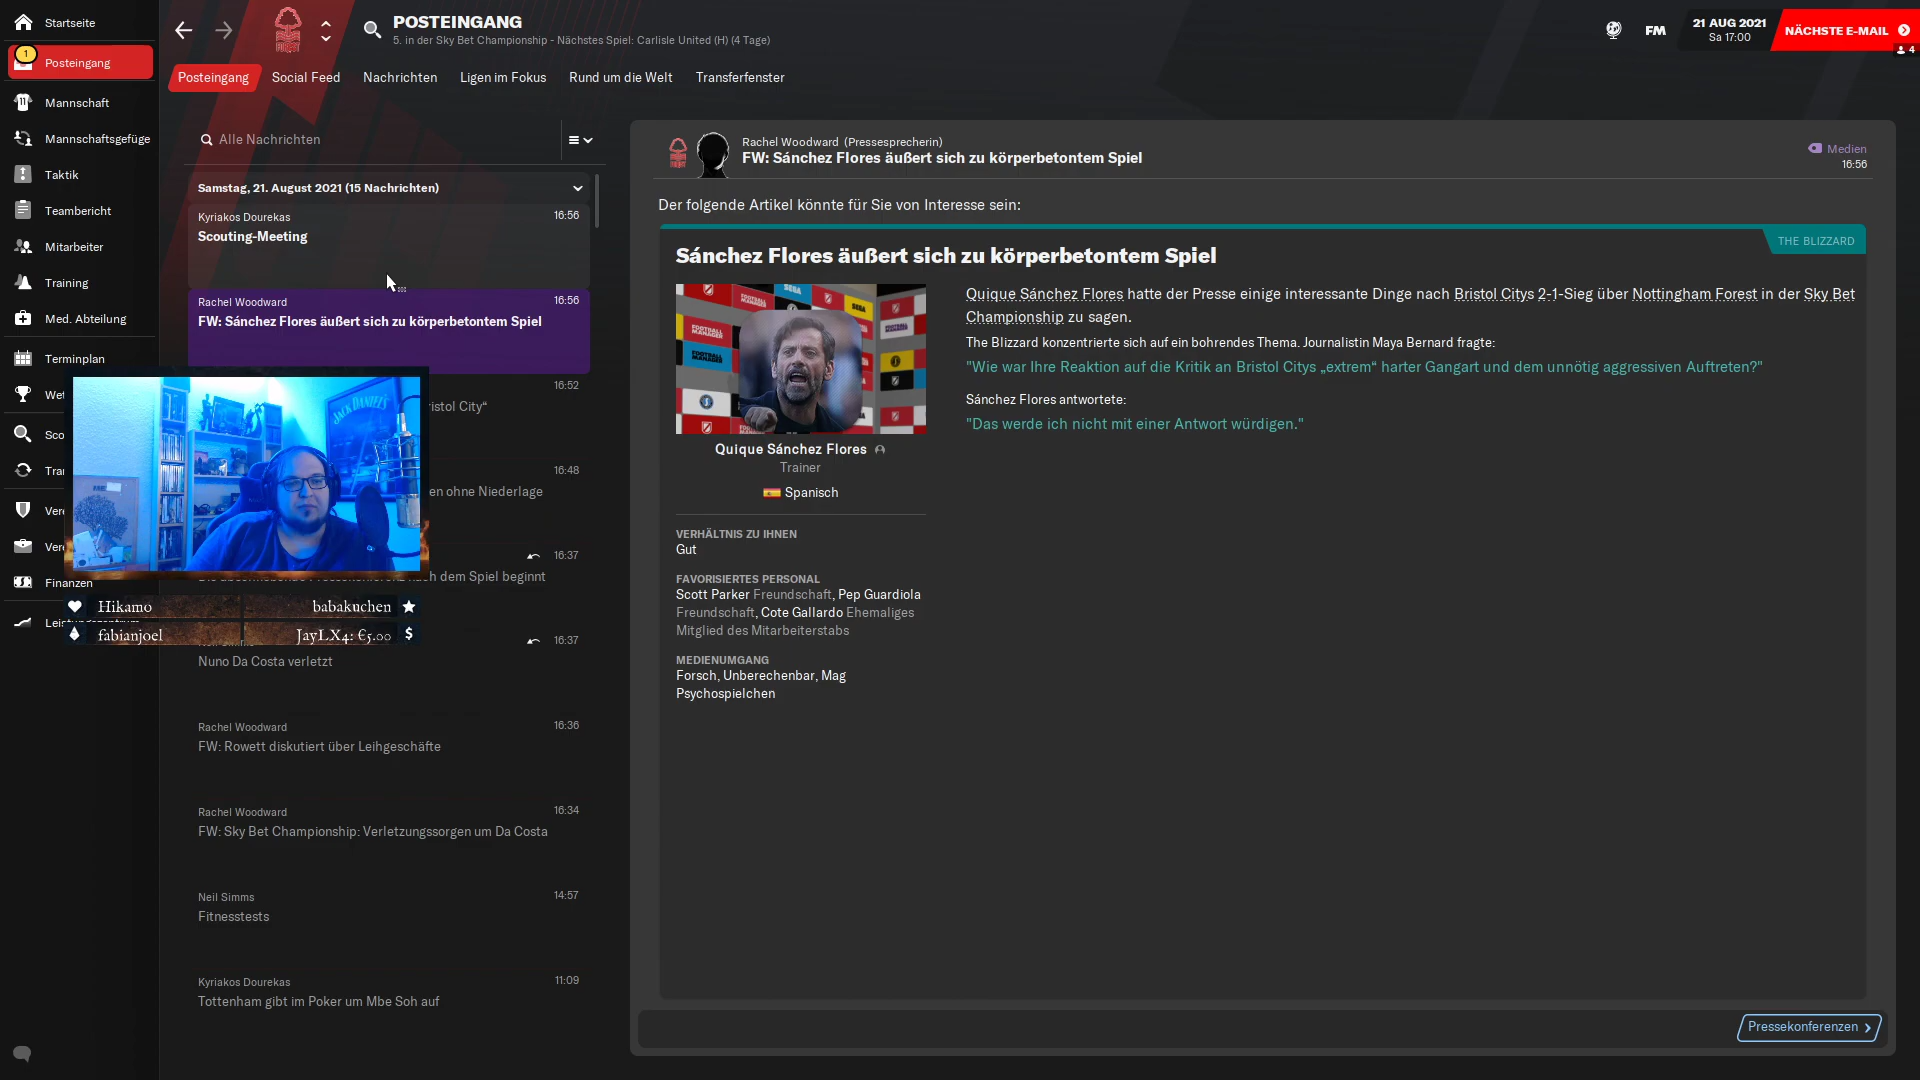 Startseite
1
Posteingang
Mannschaft
Mannschaftsgefüge
Taktik
Teambericht
Mitarbeiter
Training
Med. Abteilung
Terminplan
Wet
Sco
Tra
Vere
Vere
Finanzen
POSTEINGANG
5. in der Sky Bet Championship - Nächstes Spiel: Carlisle United (H) (4 Tage)
FM
21 AUG 2021
Sa 17:00
NÄCHSTE E-MAIL
4
Posteingang Social Feed Nachrichten Ligen im Fokus Rund um die Welt Transferfenster
Alle Nachrichten
Samstag, 21. August 2021 (15 Nachrichten)
Kyriakos Dourekas 16:56
Scouting-Meeting
Rachel Woodward 16:56
FW: Sánchez Flores äußert sich zu körperbetontem Spiel
16:52
ristol City“
16:48
en ohne Niederlage
16:37
h dem Spiel beginnt
JACK DANIEL'S
Hikamo babakuchen
fabianjoel JayLX4: €5.00
16:37
Nuno Da Costa verletzt
Rachel Woodward 16:36
FW: Rowett diskutiert über Leihgeschäfte
Rachel Woodward 16:34
FW: Sky Bet Championship: Verletzungssorgen um Da Costa
Neil Simms 14:57
Fitnesstests
Kyriakos Dourekas 11:09
Tottenham gibt im Poker um Mbe Soh auf
Rachel Woodward (Pressesprecherin)
FW: Sánchez Flores äußert sich zu körperbetontem Spiel
Medien
16:56
Der folgende Artikel könnte für Sie von Interesse sein:
THE BLIZZARD
Sánchez Flores äußert sich zu körperbetontem Spiel
Quique Sánchez Flores hatte der Presse einige interessante Dinge nach Bristol Citys 2-1-Sieg über Nottingham Forest in der Sky Bet
Championship zu sagen.
The Blizzard konzentrierte sich auf ein bohrendes Thema. Journalistin Maya Bernard fragte:
"Wie war Ihre Reaktion auf die Kritik an Bristol Citys „extrem“ harter Gangart und dem unnötig aggressiven Auftreten?"
Sánchez Flores antwortete:
"Das werde ich nicht mit einer Antwort würdigen."
Quique Sánchez Flores
Trainer
Spanisch
VERHÄLTNIS ZU IHNEN
Gut
FAVORISIERTES PERSONAL
Scott Parker Freundschaft, Pep Guardiola
Freundschaft, Cote Gallardo Ehemaliges
Mitglied des Mitarbeiterstabs
MEDIENUMGANG
Forsch, Unberechenbar, Mag
Psychospielchen
Pressekonferenzen